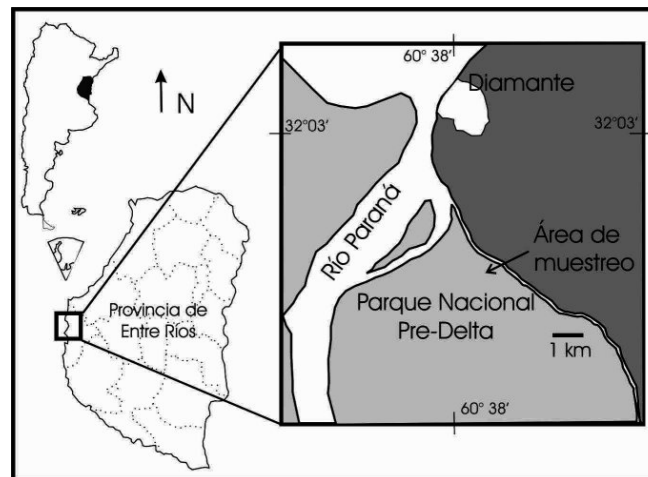 N
Provincia de
Entre Ríos
60° 38'
Diamante
32°03'
32°03'
Río Paraná
Área de
muestreo
Parque Nacional
Pre-Delta
1 km
60° 38'